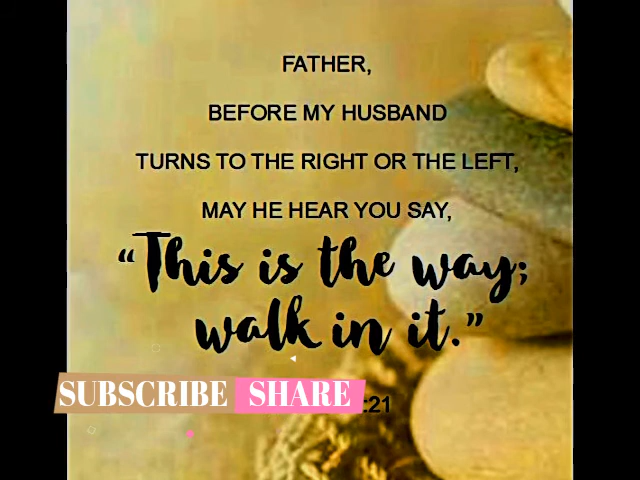 FATHER,
BEFORE MY HUSBAND
TURNS TO THE RIGHT OR THE LEFT,
MAY HE HEAR YOU SAY,
“This is the way;
walk in it.”
SUBSCRIBE SHARE :21